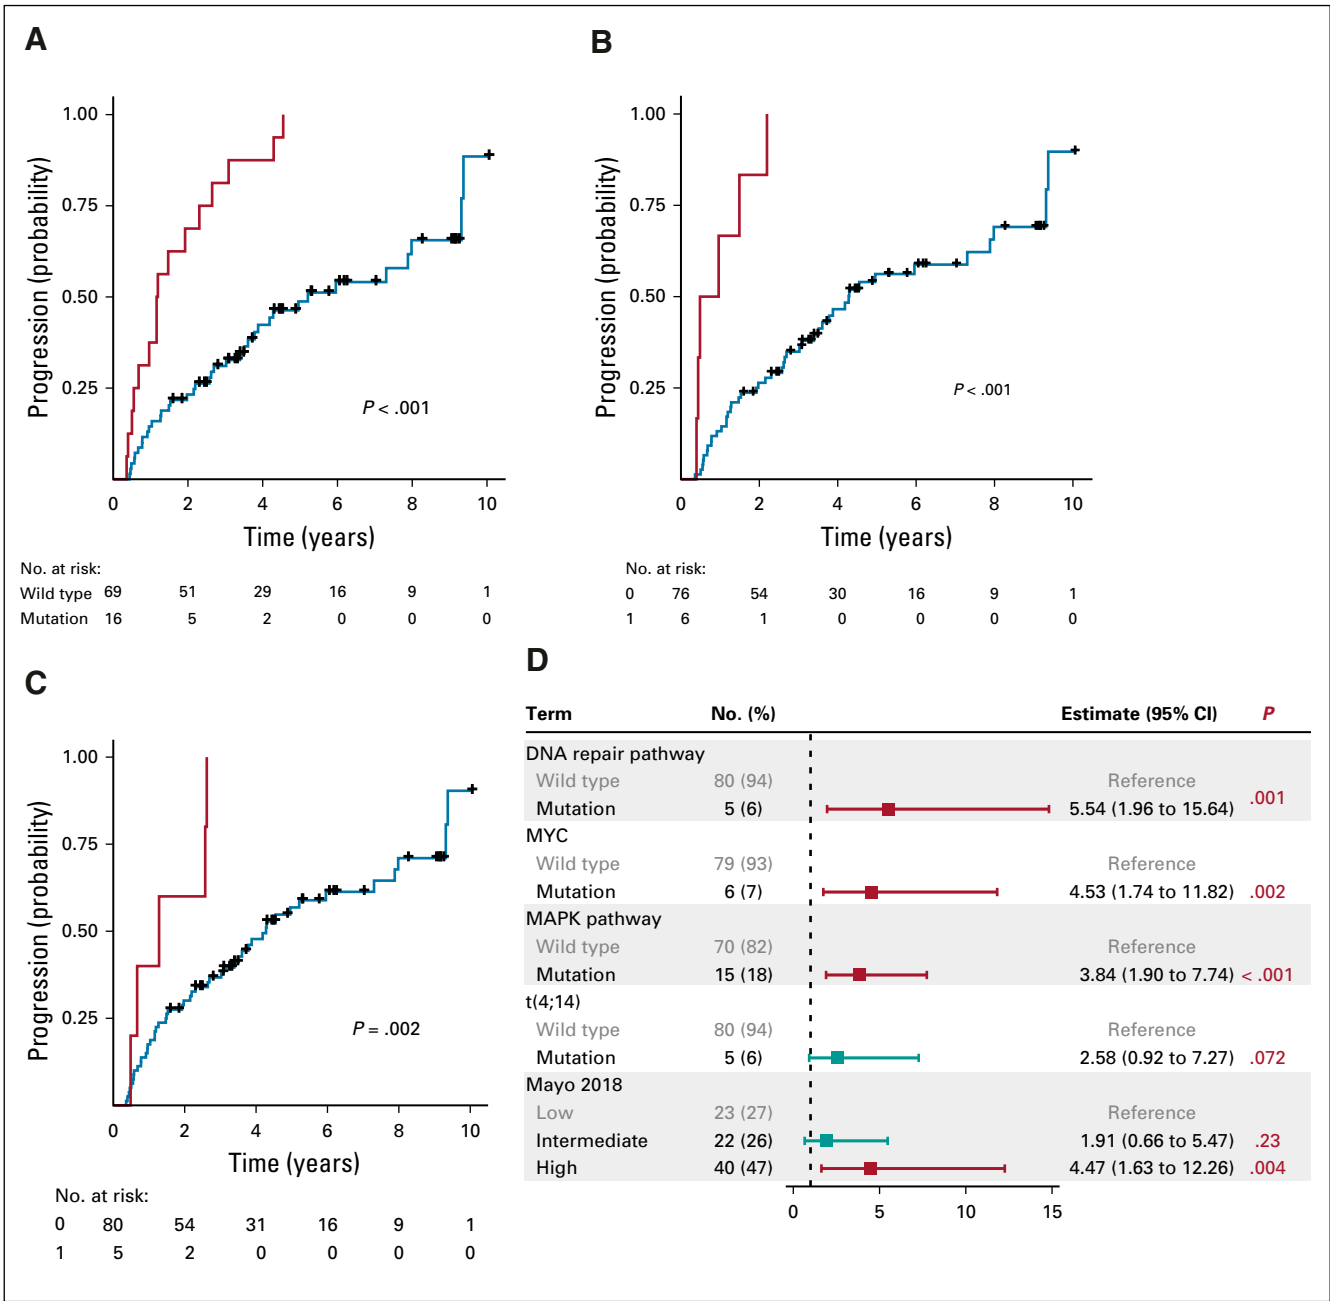 A
Progression (probability)
1.00
0.75
0.50
0.25
P < .001
0 2 4 6 8 10
Time (years)
No. at risk:
Wild type 69 51 29 16 9 1
Mutation 16 5 2 0 0 0
B
Progression (probability)
1.00
0.75
0.50
0.25
P < .001
0 2 4 6 8 10
Time (years)
No. at risk:
0 76 54 30 16 9 1
1 6 1 0 0 0 0
C
Progression (probability)
1.00
0.75
0.50
0.25
P = .002
0 2 4 6 8 10
Time (years)
No. at risk:
0 80 54 31 16 9 1
1 5 2 0 0 0 0
D
Term No. (%) Estimate (95% CI) P
DNA repair pathway
Wild type 80 (94) Reference
.001
Mutation 5 (6) 5.54 (1.96 to 15.64)
MYC
Wild type 79 (93) Reference
Mutation 6 (7) 4.53 (1.74 to 11.82) .002
MAPK pathway
Wild type 70 (82) Reference
Mutation 15 (18) 3.84 (1.90 to 7.74) < .001
t(4;14)
Wild type 80 (94) Reference
Mutation 5 (6) 2.58 (0.92 to 7.27) .072
Mayo 2018
Low 23 (27) Reference
Intermediate 22 (26) 1.91 (0.66 to 5.47) .23
High 40 (47) 4.47 (1.63 to 12.26) .004
0 5 10 15